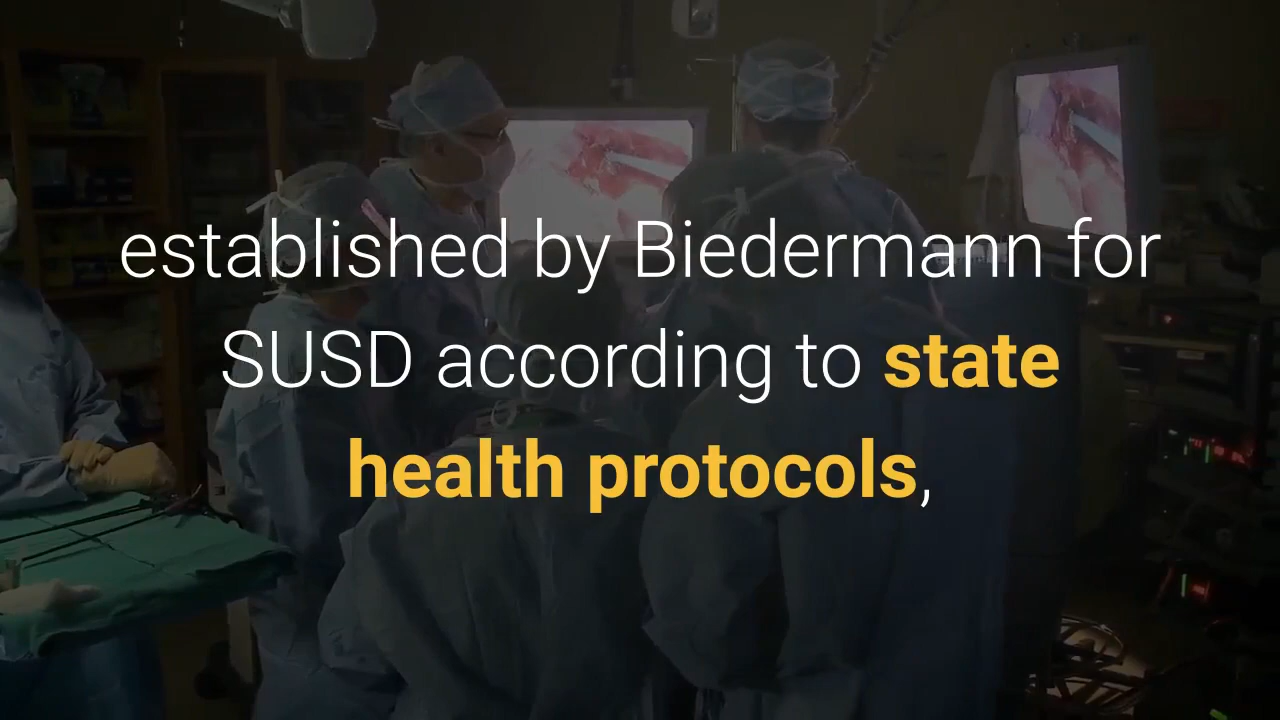 established by Biedermann for
SUSD according to state
health protocols,